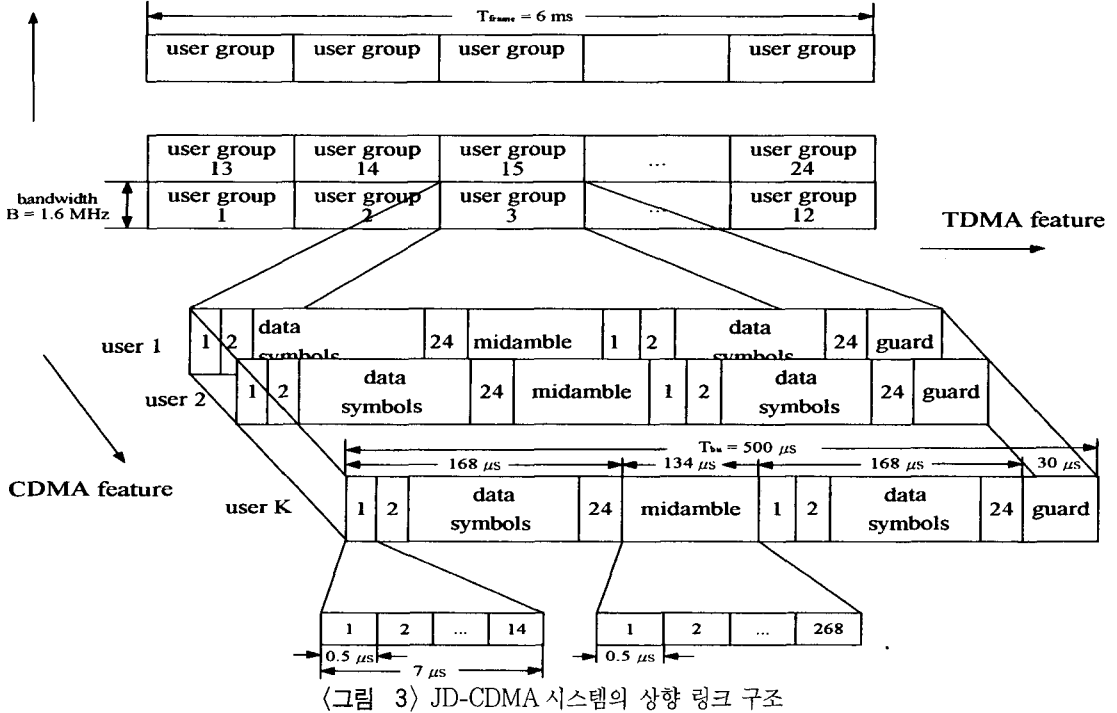 T_frame = 6 ms
user group user group user group user group
user group 13 user group 14 user group 15 ... user group 24
bandwidth B = 1.6 MHz
user group 1 user group 2 user group 3 ... user group 12
TDMA feature
user 1 1 2 data symbols 24 midamble 1 2 data symbols 24 guard
user 2 1 2 data symbols 24 midamble 1 2 data symbols 24 guard
T_bu = 500 μs
168 μs 134 μs 168 μs 30 μs
CDMA feature
user K 1 2 data symbols 24 midamble 1 2 data symbols 24 guard
1 2 ... 14 1 2 ... 268
0.5 μs 0.5 μs
7 μs
〈그림 3〉 JD-CDMA 시스템의 상향 링크 구조